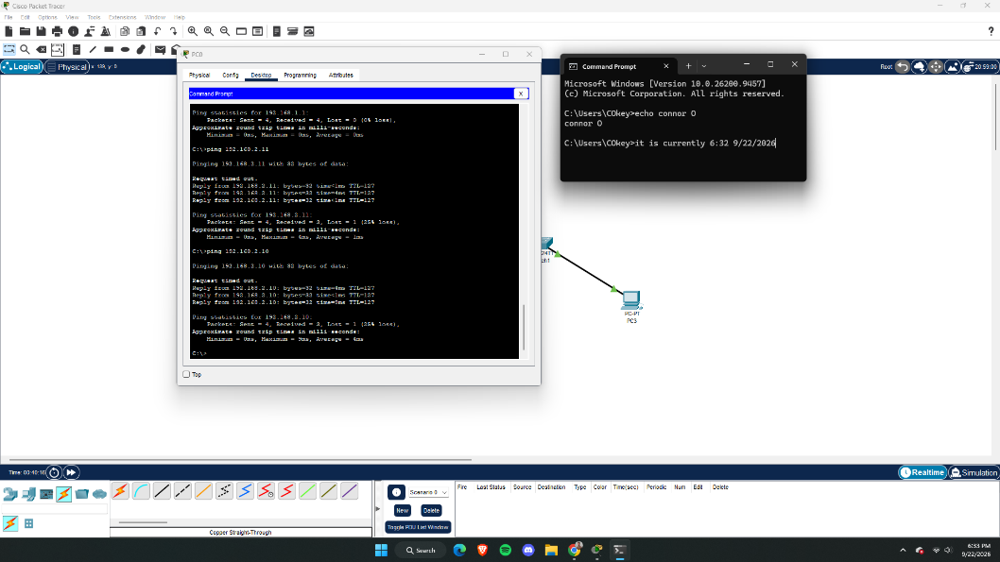 Cisco Packet Tracer
File Edit Options View Tools Extensions Window Help
Logical Physical x: 139, y: 0
Root 20:59:00
PC0
Physical Config Desktop Programming Attributes
Command Prompt X
Ping statistics for 192.168.1.1:
Packets: Sent = 4, Received = 4, Lost = 0 (0% loss),
Approximate round trip times in milli-seconds:
Minimum = 0ms, Maximum = 0ms, Average = 0ms
C:\>ping 192.168.2.11
Pinging 192.168.2.11 with 32 bytes of data:
Request timed out.
Reply from 192.168.2.11: bytes=32 time<1ms TTL=127
Reply from 192.168.2.11: bytes=32 time=4ms TTL=127
Reply from 192.168.2.11: bytes=32 time<1ms TTL=127
Ping statistics for 192.168.2.11:
Packets: Sent = 4, Received = 3, Lost = 1 (25% loss),
Approximate round trip times in milli-seconds:
Minimum = 0ms, Maximum = 4ms, Average = 1ms
C:\>ping 192.168.2.10
Pinging 192.168.2.10 with 32 bytes of data:
Request timed out.
Reply from 192.168.2.10: bytes=32 time=4ms TTL=127
Reply from 192.168.2.10: bytes=32 time<1ms TTL=127
Reply from 192.168.2.10: bytes=32 time=9ms TTL=127
Ping statistics for 192.168.2.10:
Packets: Sent = 4, Received = 3, Lost = 1 (25% loss),
Approximate round trip times in milli-seconds:
Minimum = 0ms, Maximum = 9ms, Average = 4ms
C:\>
Top
Command Prompt
Microsoft Windows [Version 10.0.26200.9457]
(c) Microsoft Corporation. All rights reserved.
C:\Users\COkey>echo connor O
connor O
C:\Users\COkey>it is currently 6:32 9/22/2026
PC-PT
PC3
Time: 00:40:16
Realtime Simulation
Scenario 0
New Delete
Toggle PDU List Window
Fire Last Status Source Destination Type Color Time(sec) Periodic Num Edit Delete
Copper Straight-Through
Search
6:33 PM
9/22/2026